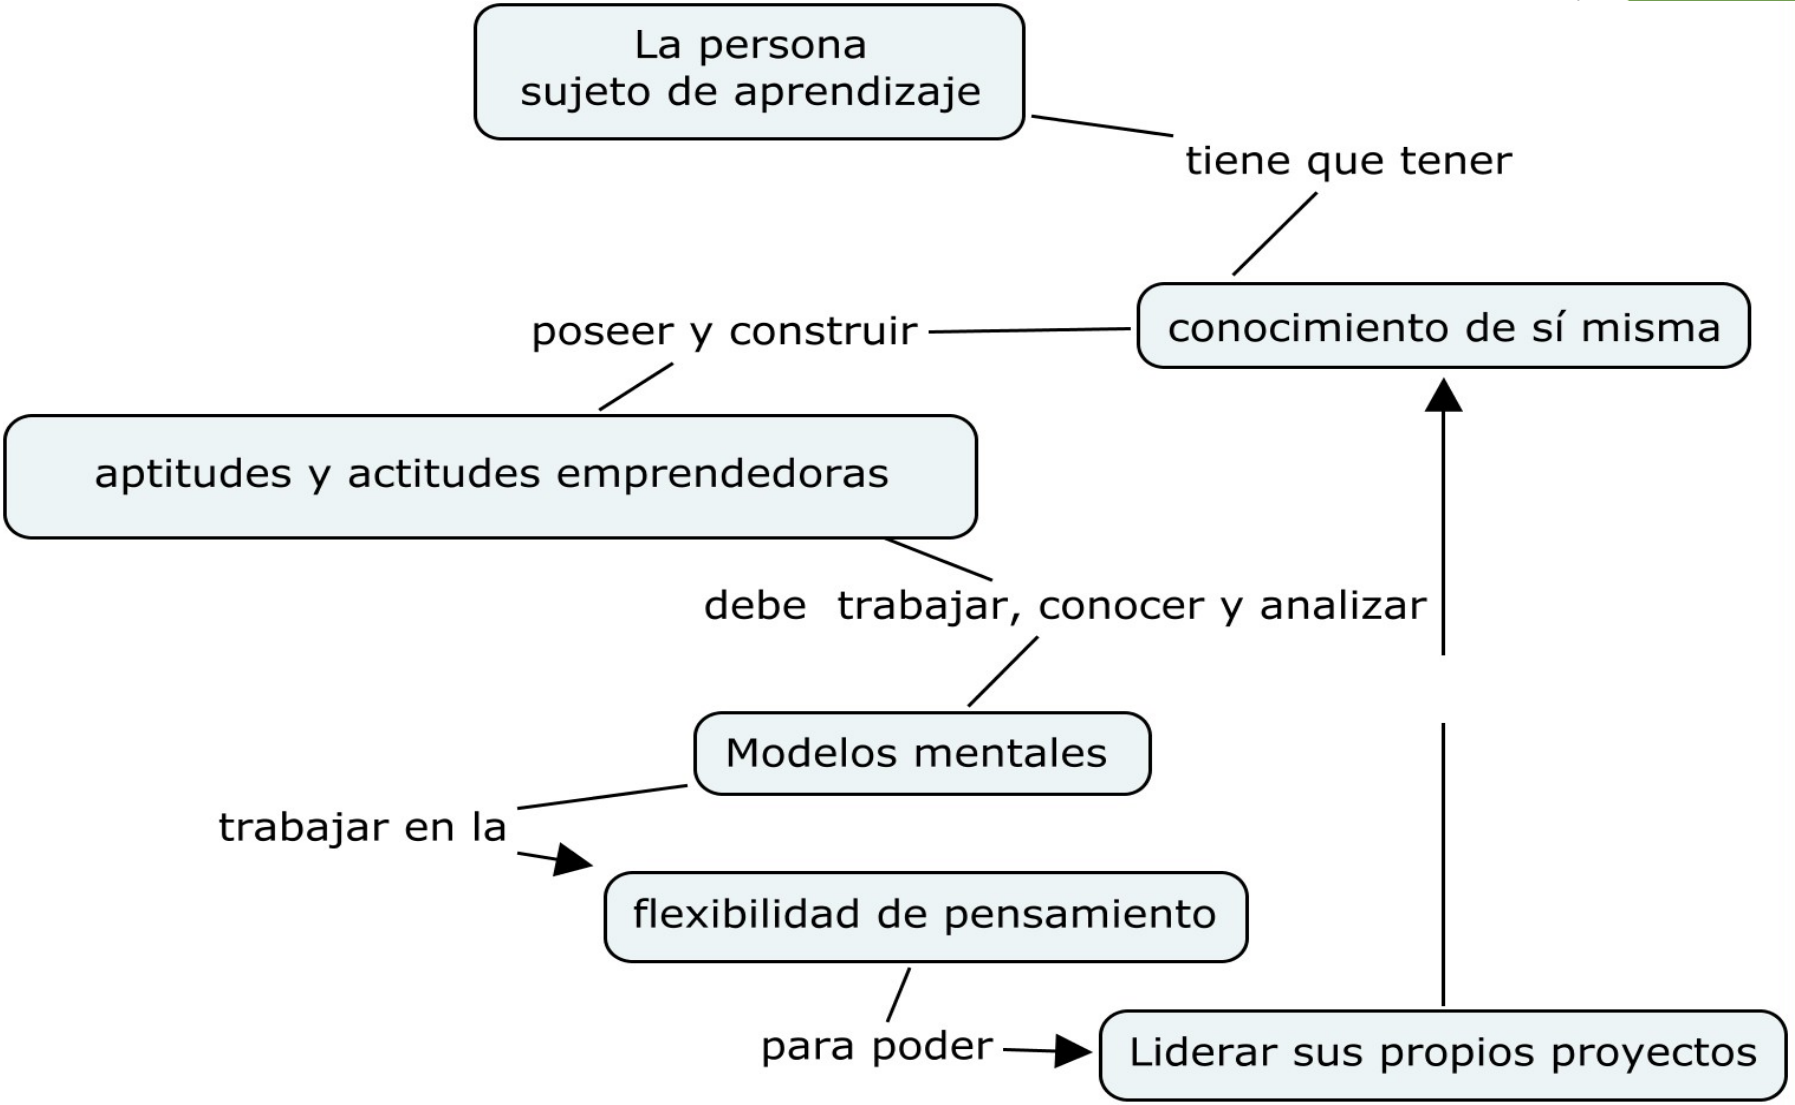 La persona
sujeto de aprendizaje
tiene que tener
conocimiento de sí misma
poseer y construir
aptitudes y actitudes emprendedoras
debe  trabajar, conocer y analizar
Modelos mentales
trabajar en la
flexibilidad de pensamiento
para poder
Liderar sus propios proyectos